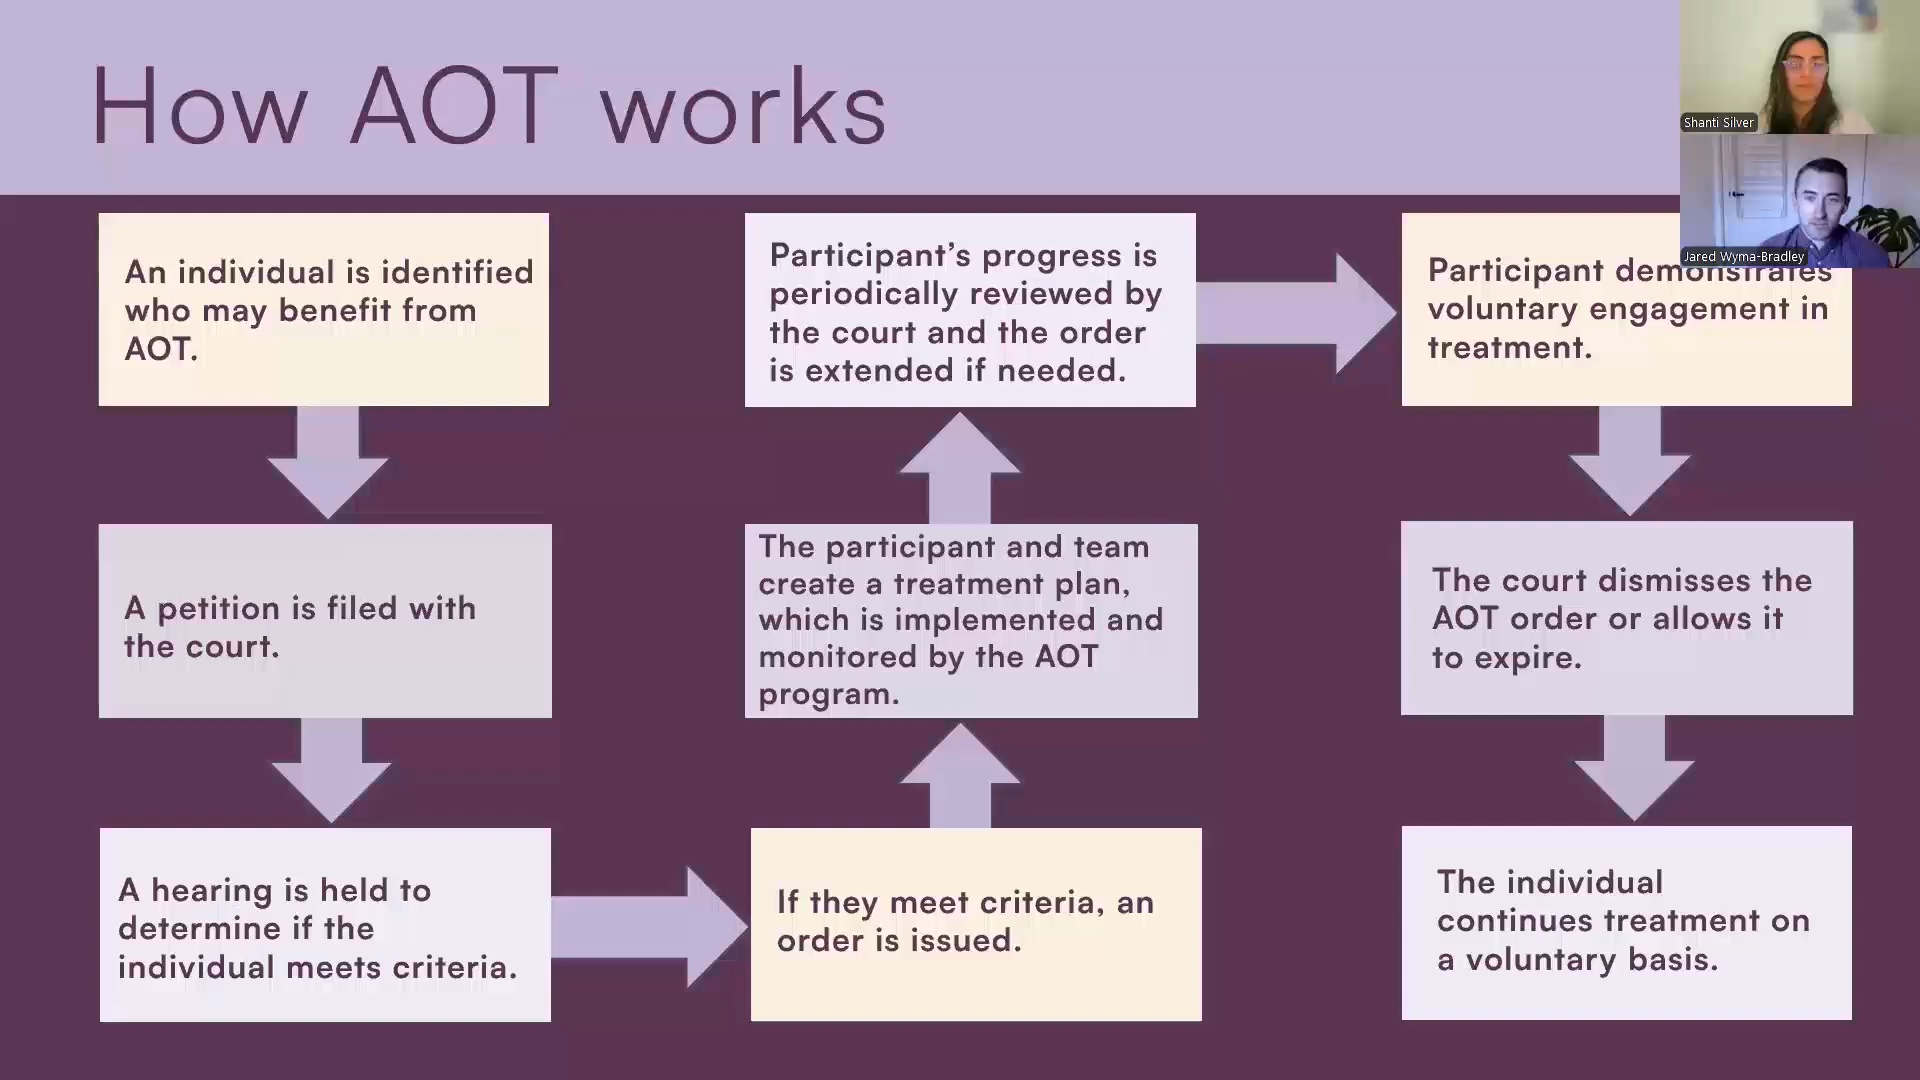 How AOT works
Shanti Silver
Jared Wyma-Bradley
An individual is identified
who may benefit from
AOT.
A petition is filed with
the court.
A hearing is held to
determine if the
individual meets criteria.
If they meet criteria, an
order is issued.
The participant and team
create a treatment plan,
which is implemented and
monitored by the AOT
program.
Participant’s progress is
periodically reviewed by
the court and the order
is extended if needed.
Participant demonstrates
voluntary engagement in
treatment.
The court dismisses the
AOT order or allows it
to expire.
The individual
continues treatment on
a voluntary basis.